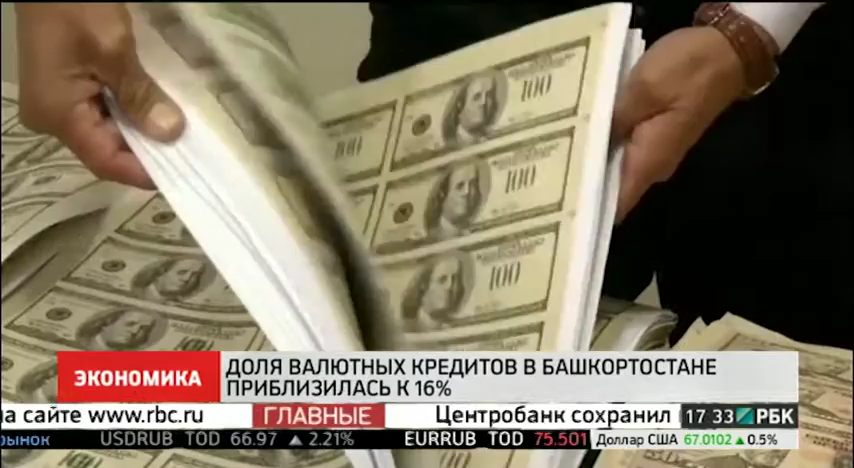 100
100
100
100
100
ЭКОНОМИКА
ДОЛЯ ВАЛЮТНЫХ КРЕДИТОВ В БАШКОРТОСТАНЕ
ПРИБЛИЗИЛАСЬ К 16%
на сайте www.rbc.ru ГЛАВНЫЕ Центробанк сохранил 17 33 РБК
рынок USDRUB TOD 66.97 ▲ 2.21% EURRUB TOD 75.501 Доллар США 67.0102 ▲ 0.5%